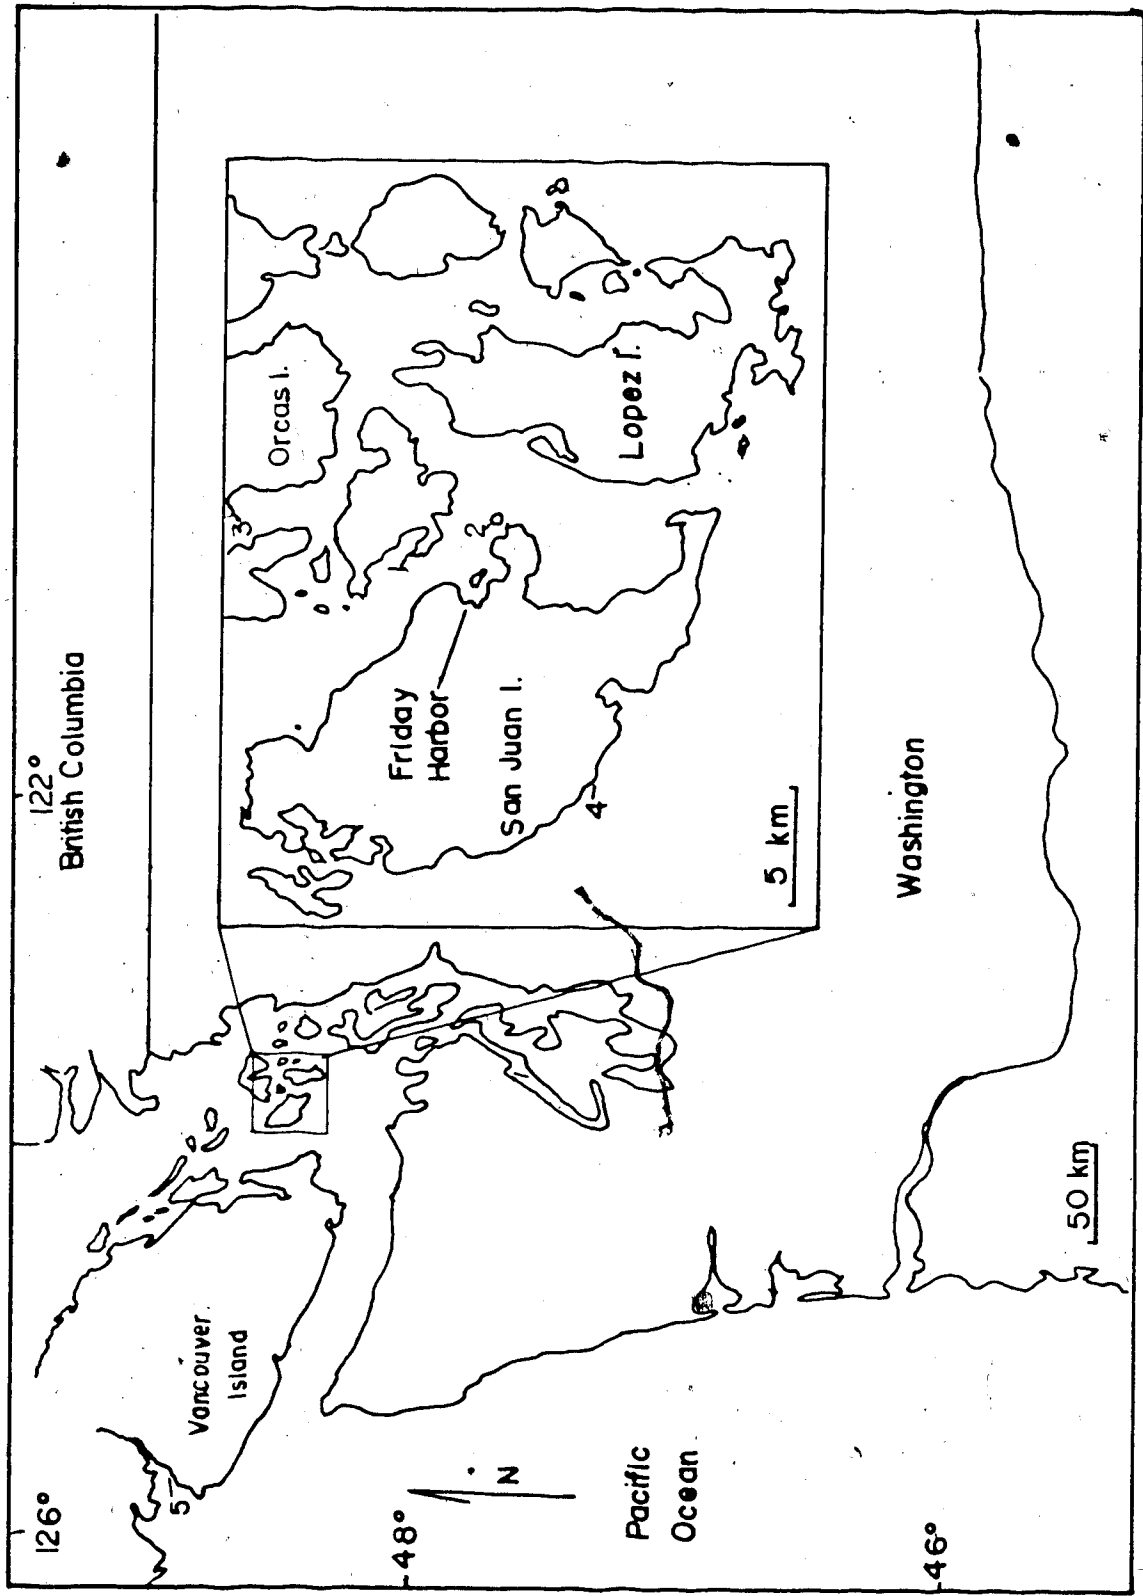 126°
122°
British Columbia
Vancouver
Island
5
48°
N
Pacific
Ocean
46°
50 km
Washington
3
Orcas I.
Friday
Harbor
2
San Juan I.
4
Lopez I.
5 km